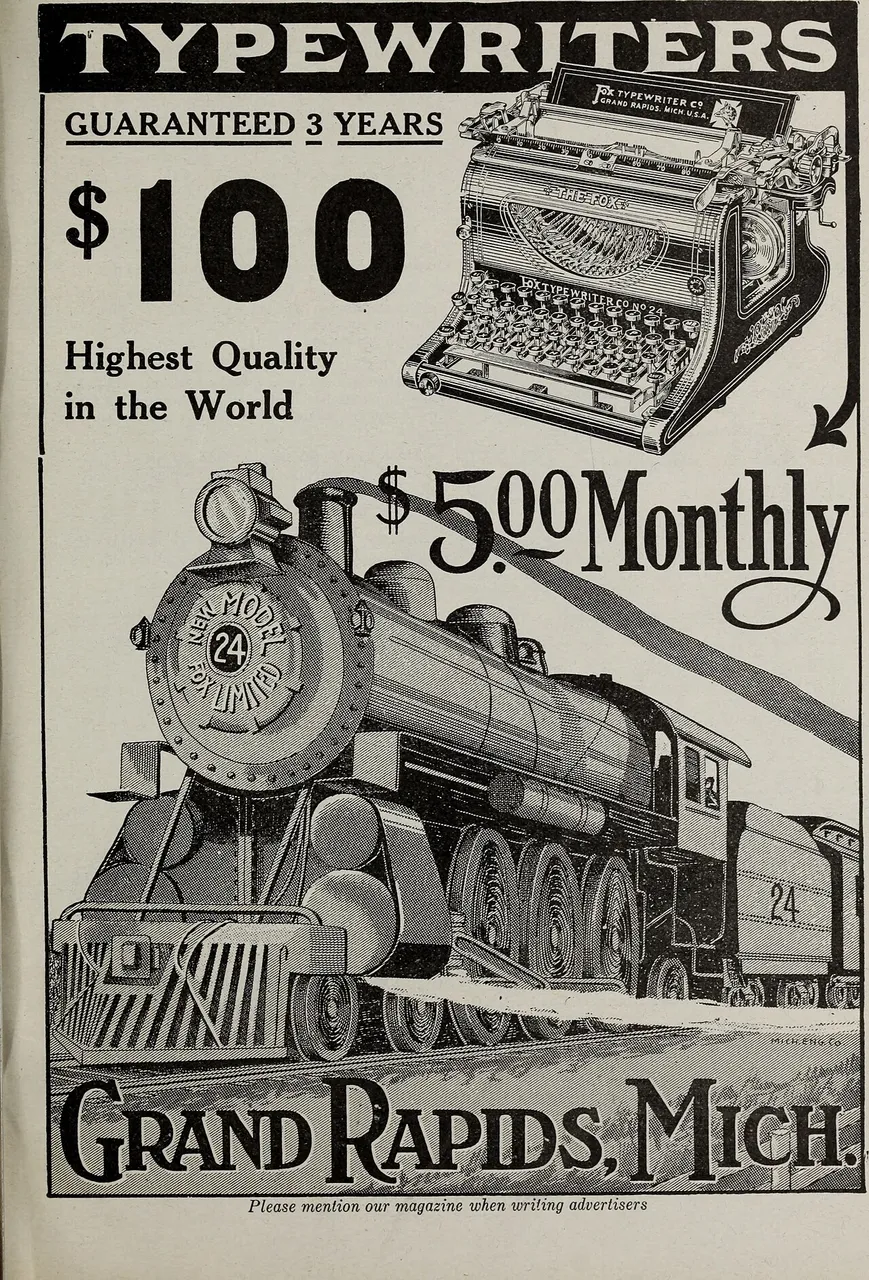 TYPEWRITERS
GUARANTEED 3 YEARS
$100
Highest Quality
in the World
Fox TYPEWRITER Co
GRAND RAPIDS. MICH. U.S.A.
THE FOX
FOX TYPEWRITER CO NO 24
$5.00 Monthly
NEW MODEL
24
FOX LIMITED
24
MICH. ENG. CO
GRAND RAPIDS, MICH.
Please mention our magazine when writing advertisers